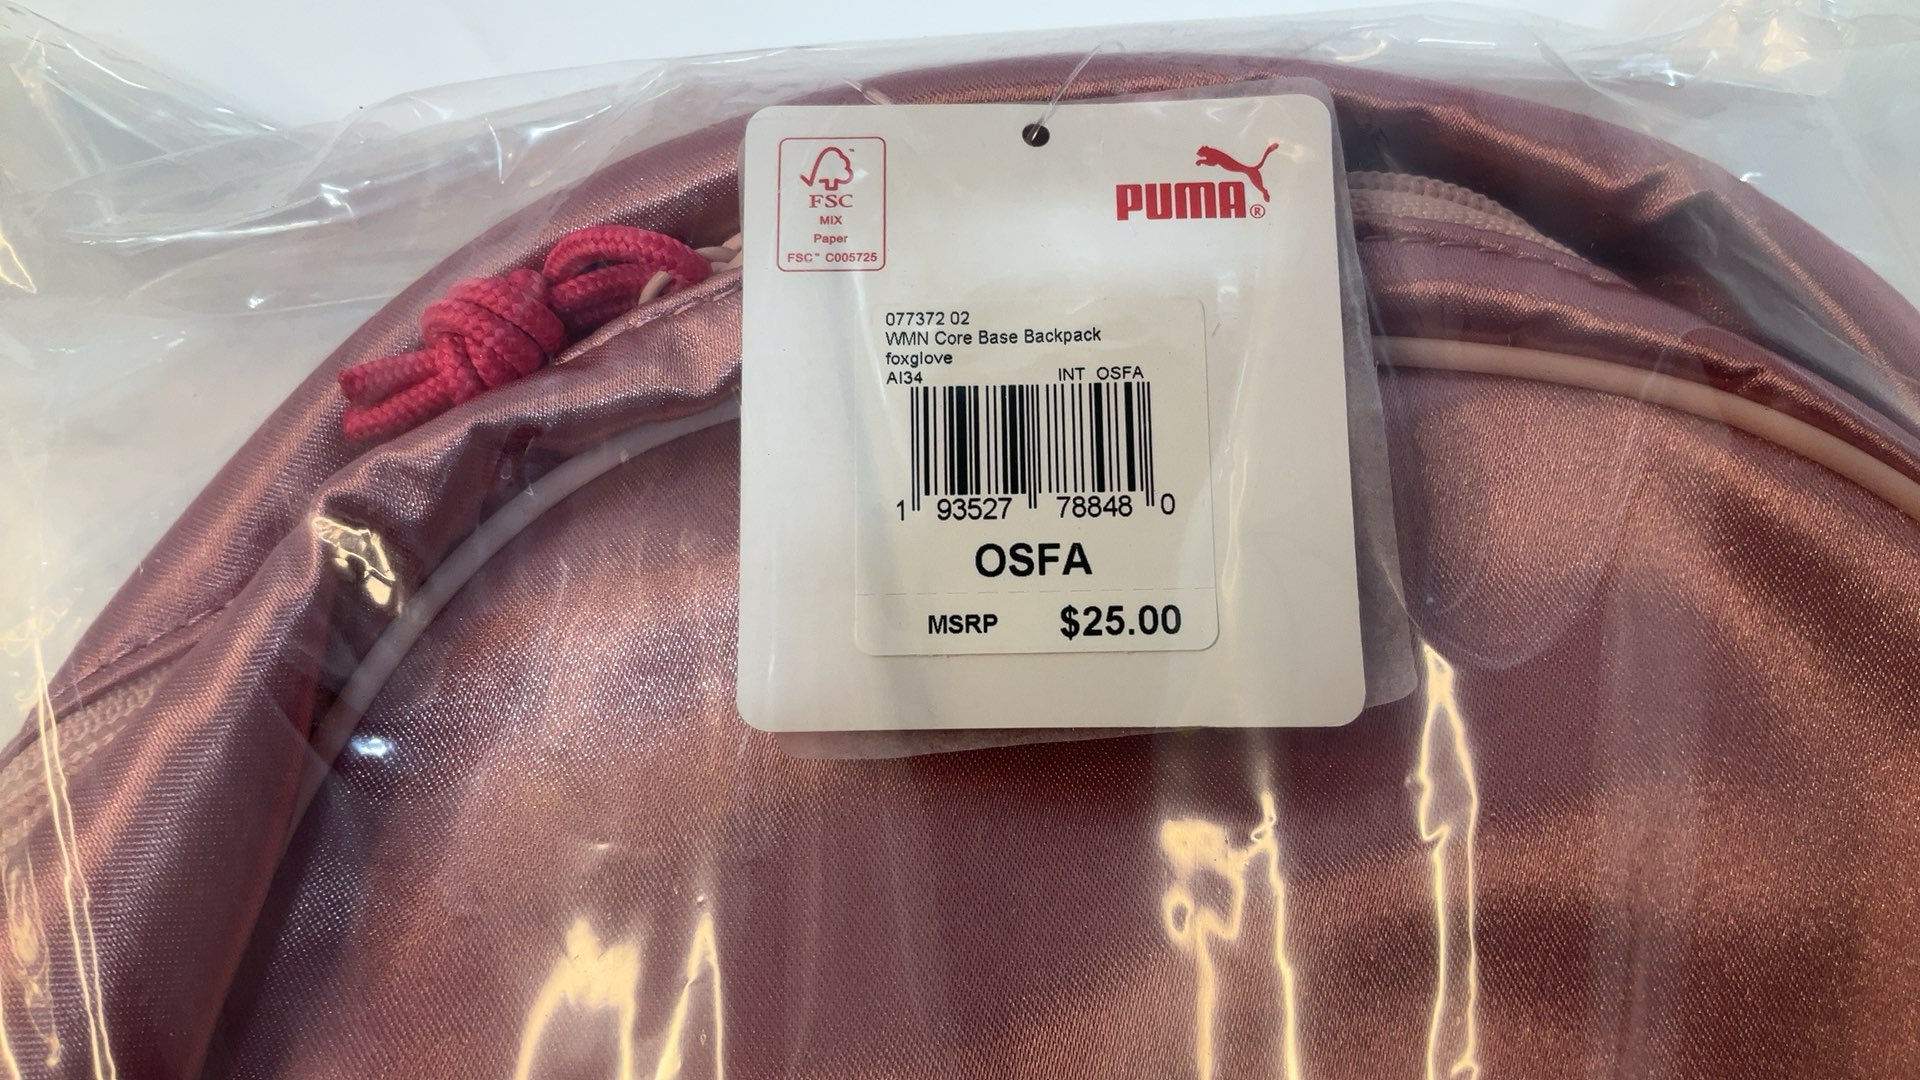 FSC
MIX
Paper
FSC™ C005725
PUMA®
077372 02
WMN Core Base Backpack
foxglove
AI34
INT OSFA
1 93527 78848 0
OSFA
MSRP $25.00